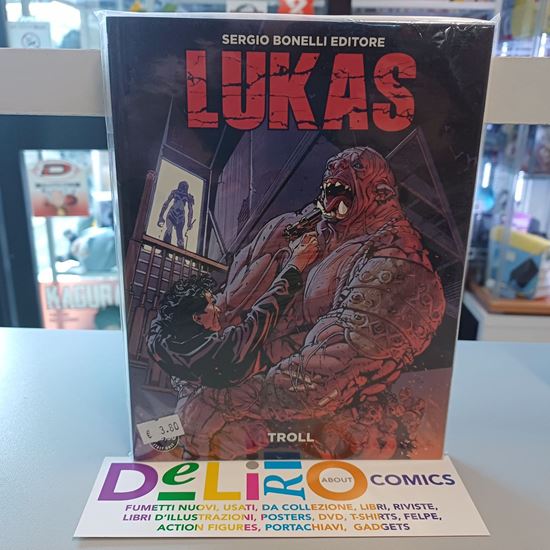 SERGIO BONELLI EDITORE
LUKAS
€ 3.80
TROLL
DeLiRiO
ABOUT COMICS
FUMETTI NUOVI, USATI, DA COLLEZIONE, LIBRI, RIVISTE,
LIBRI D'ILLUSTRAZIONI, POSTERS, DVD, T-SHIRTS, FELPE,
ACTION FIGURES, PORTACHIAVI, GADGETS